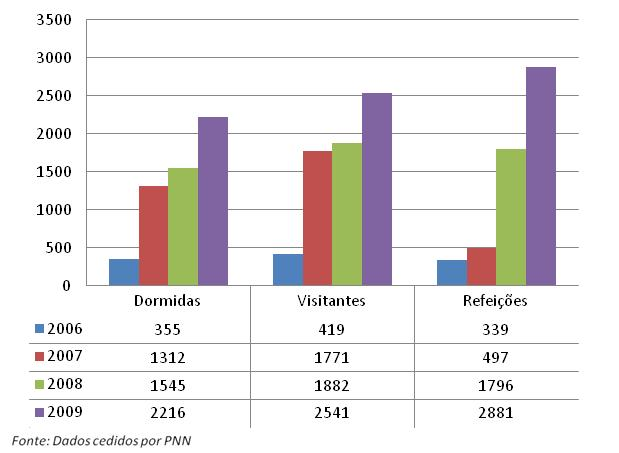 3500
3000
2500
2000
1500
1000
500
0
Dormidas Visitantes Refeições
2006 355 419 339
2007 1312 1771 497
2008 1545 1882 1796
2009 2216 2541 2881
Fonte: Dados cedidos por PNN